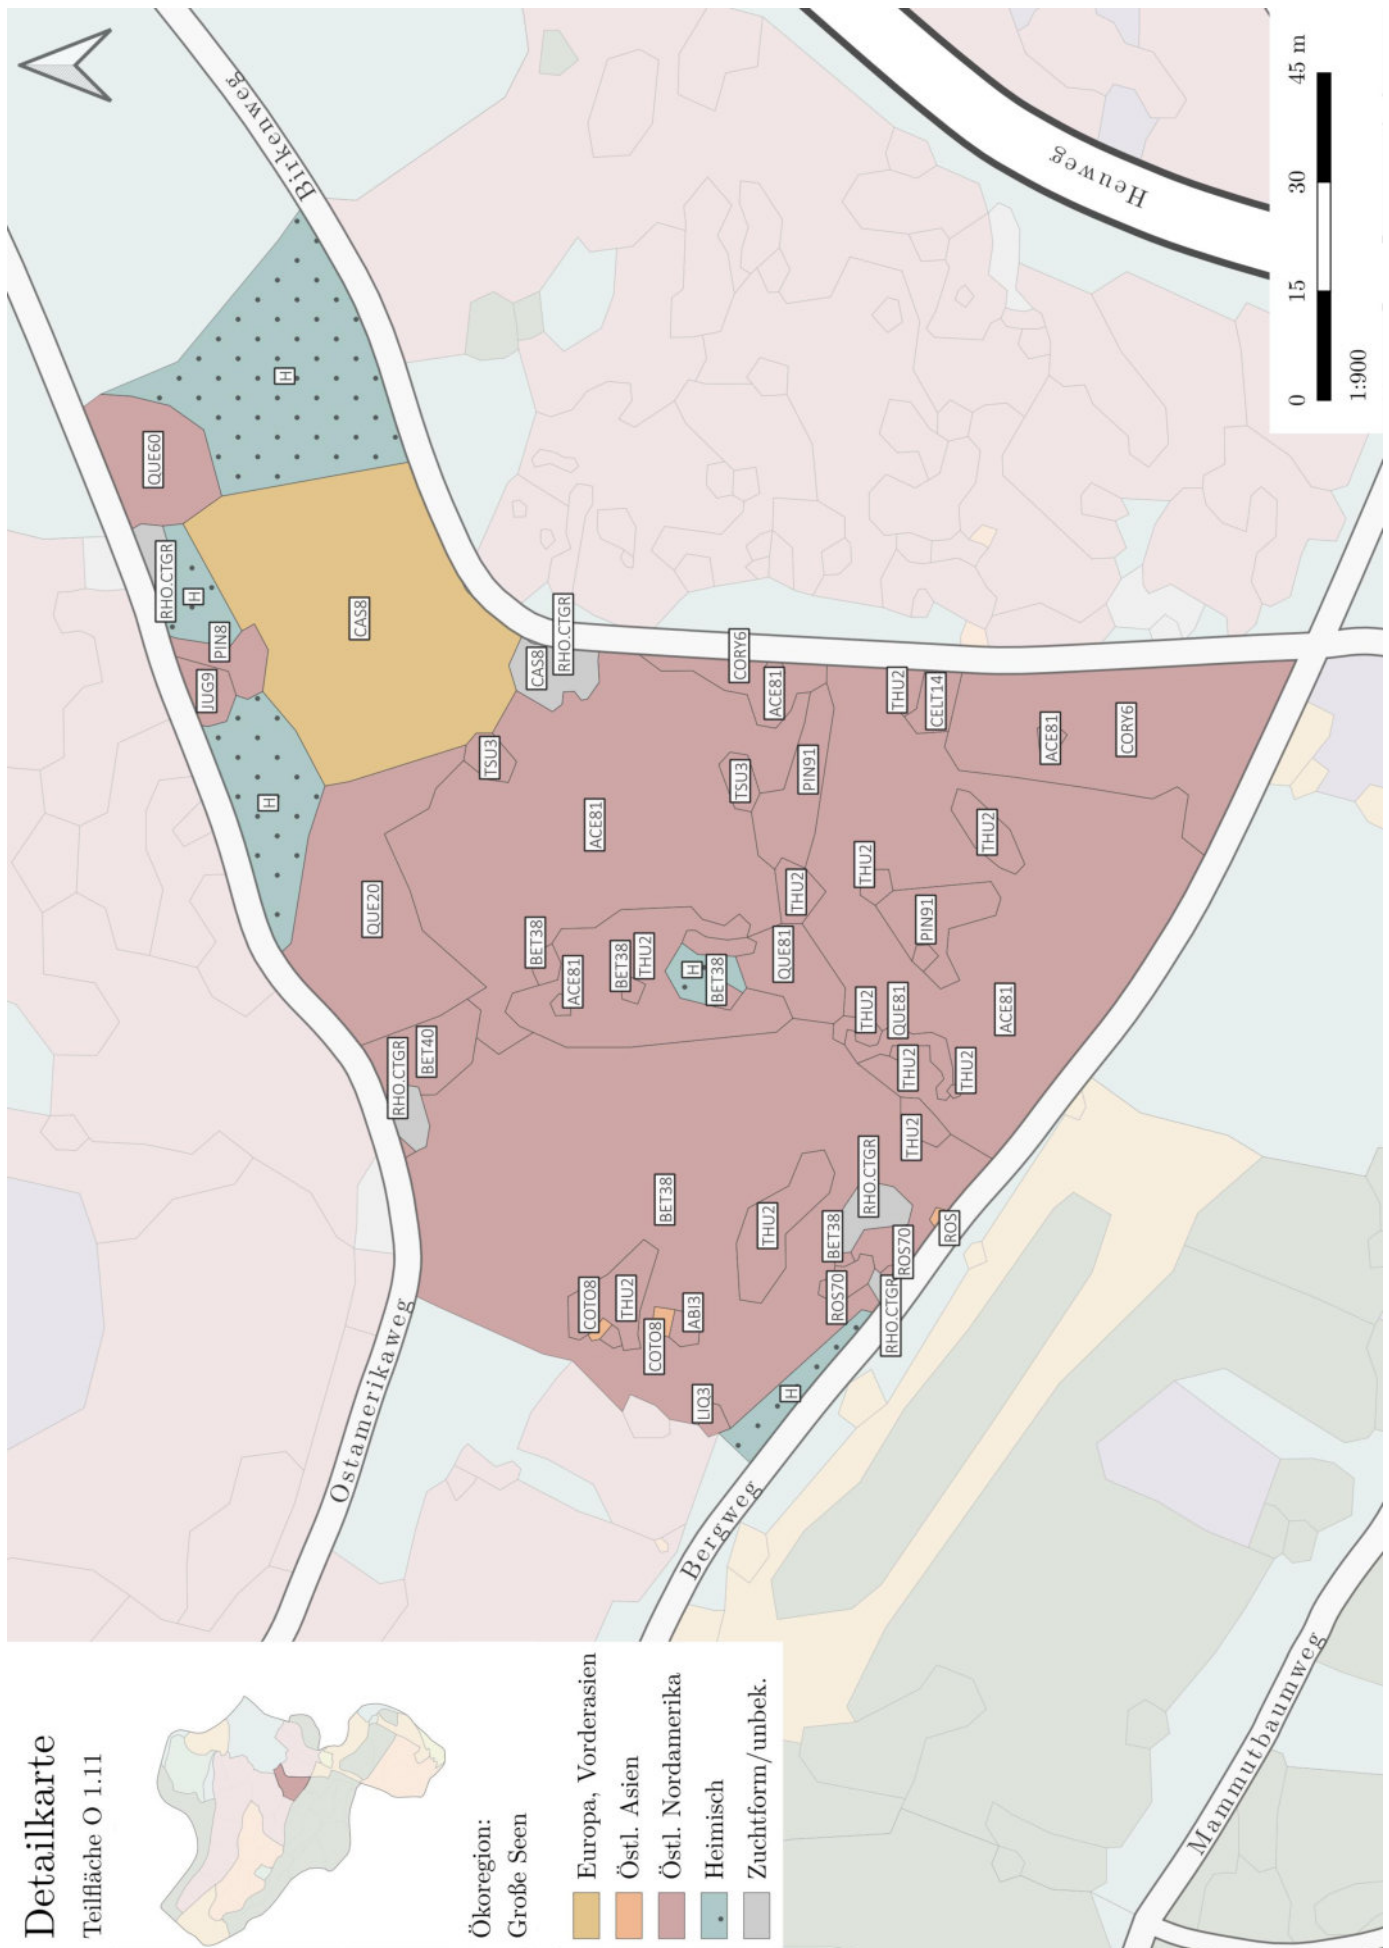 Detailkarte
Teilfläche O 1.11
Ökoregion:
Große Seen
Europa, Vorderasien
Östl. Asien
Östl. Nordamerika
Heimisch
Zuchtform/unbek.
Ostamerikaweg
Birkenweg
Heuweg
Bergweg
Mammutbaumweg
QUE60
RHO.CTGR
H
PIN8
JUG9
H
H
CAS8
CAS8
RHO.CTGR
QUE20
TSU3
RHO.CTGR
BET40
ACE81
BET38
ACE81
BET38
THU2
H
BET38
CORY6
ACE81
TSU3
PIN91
THU2
QUE81
THU2
CELT14
THU2
PIN91
THU2
ACE81
CORY6
THU2
QUE81
ACE81
THU2
THU2
THU2
BET38
THU2
COTO8
THU2
COTO8
ABI3
LIQ3
H
RHO.CTGR
BET38
ROS70
ROS70
RHO.CTGR
ROS
0
15
30
45 m
1:900